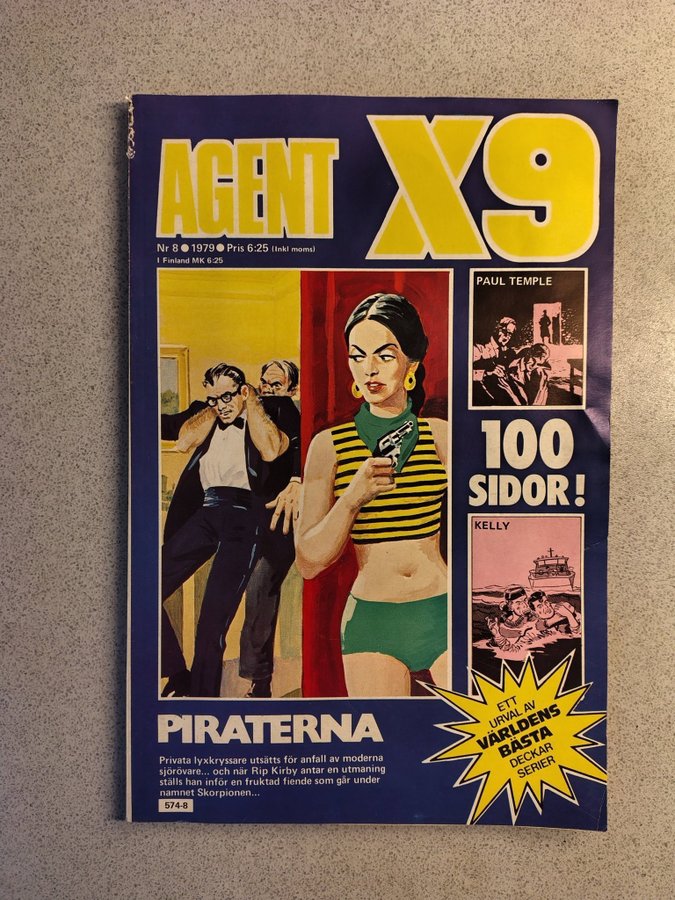 AGENT X9
Nr 8 ● 1979 ● Pris 6:25 (Inkl moms)
I Finland MK 6:25
PAUL TEMPLE
100
SIDOR!
KELLY
PIRATERNA
Privata lyxkryssare utsätts för anfall av moderna
sjörövare... och när Rip Kirby antar en utmaning
ställs han inför en fruktad fiende som går under
namnet Skorpionen...
574-8
ETT
URVAL AV
VÄRLDENS
BÄSTA
DECKAR
SERIER